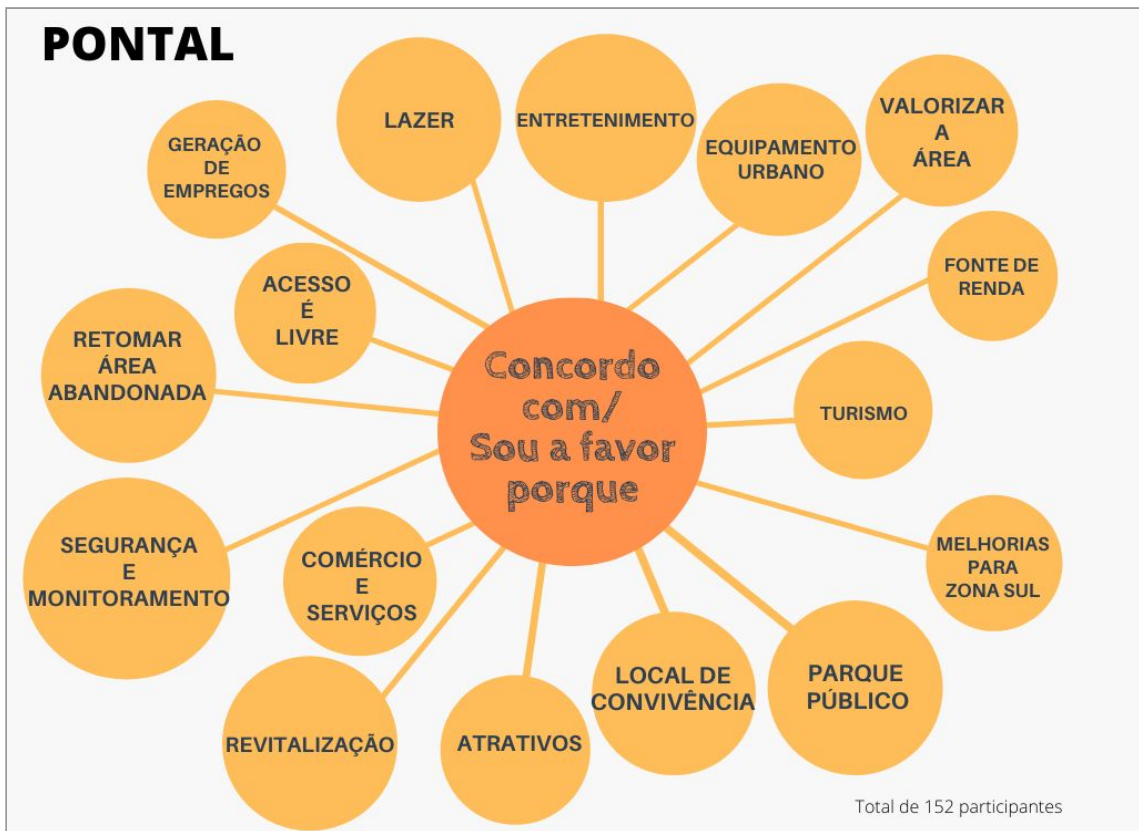 PONTAL
LAZER
ENTRETENIMENTO
EQUIPAMENTO
URBANO
VALORIZAR
A
ÁREA
GERAÇÃO
DE
EMPREGOS
ACESSO
É
LIVRE
FONTE DE
RENDA
RETOMAR
ÁREA
ABANDONADA
Concordo
com/
Sou a favor
porque
TURISMO
SEGURANÇA
E
MONITORAMENTO
COMÉRCIO
E
SERVIÇOS
MELHORIAS
PARA
ZONA SUL
REVITALIZAÇÃO
ATRATIVOS
LOCAL DE
CONVIVÊNCIA
PARQUE
PÚBLICO
Total de 152 participantes